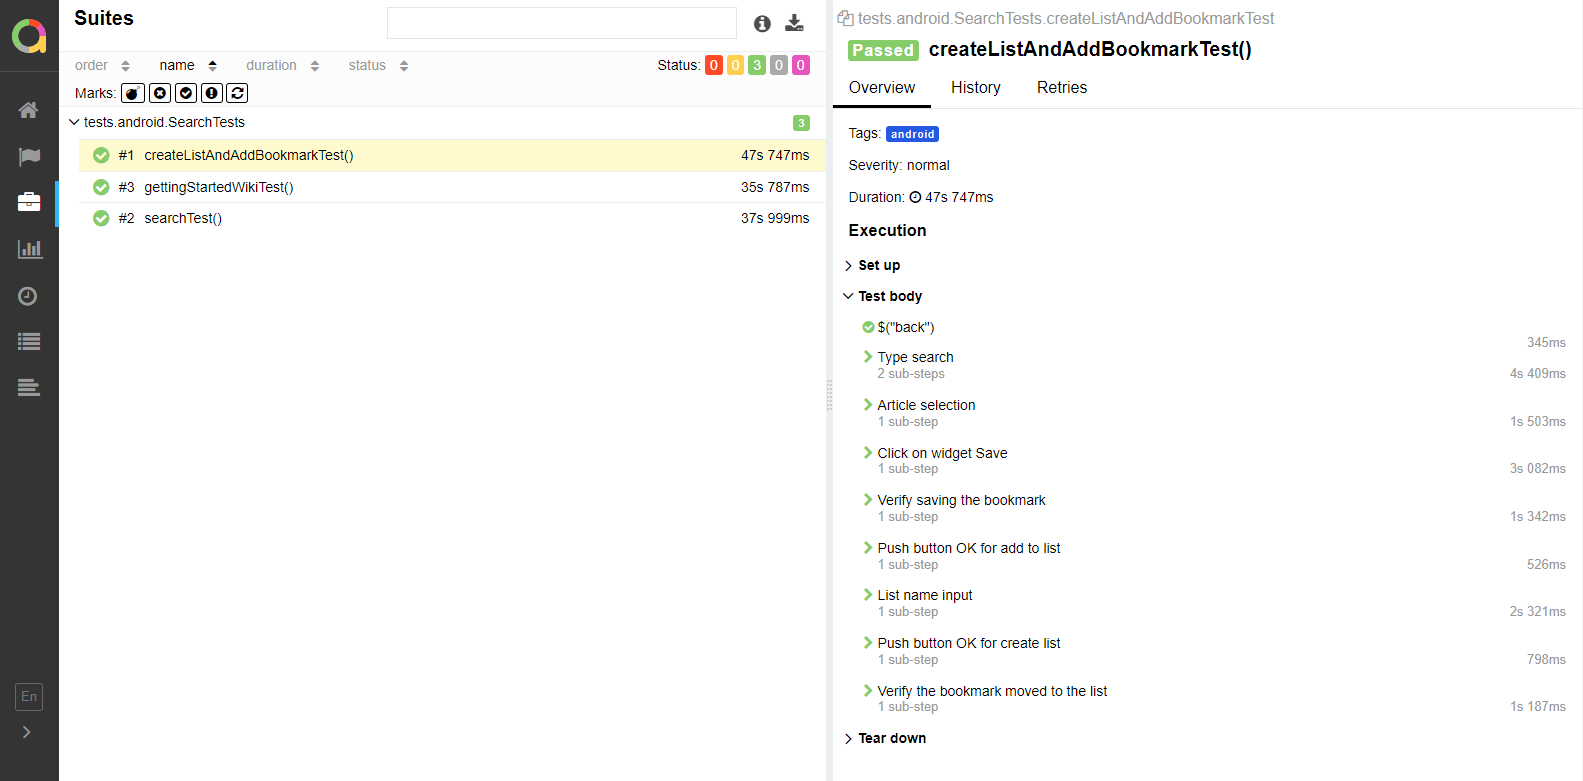 Suites
order name duration status Status: 0 0 3 0 0
Marks:
tests.android.SearchTests 3
#1 createListAndAddBookmarkTest() 47s 747ms
#3 gettingStartedWikiTest() 35s 787ms
#2 searchTest() 37s 999ms
En
tests.android.SearchTests.createListAndAddBookmarkTest
Passed createListAndAddBookmarkTest()
Overview History Retries
Tags: android
Severity: normal
Duration: 47s 747ms
Execution
Set up
Test body
$("back")
345ms
Type search
2 sub-steps 4s 409ms
Article selection
1 sub-step 1s 503ms
Click on widget Save
1 sub-step 3s 082ms
Verify saving the bookmark
1 sub-step 1s 342ms
Push button OK for add to list
1 sub-step 526ms
List name input
1 sub-step 2s 321ms
Push button OK for create list
1 sub-step 798ms
Verify the bookmark moved to the list
1 sub-step 1s 187ms
Tear down